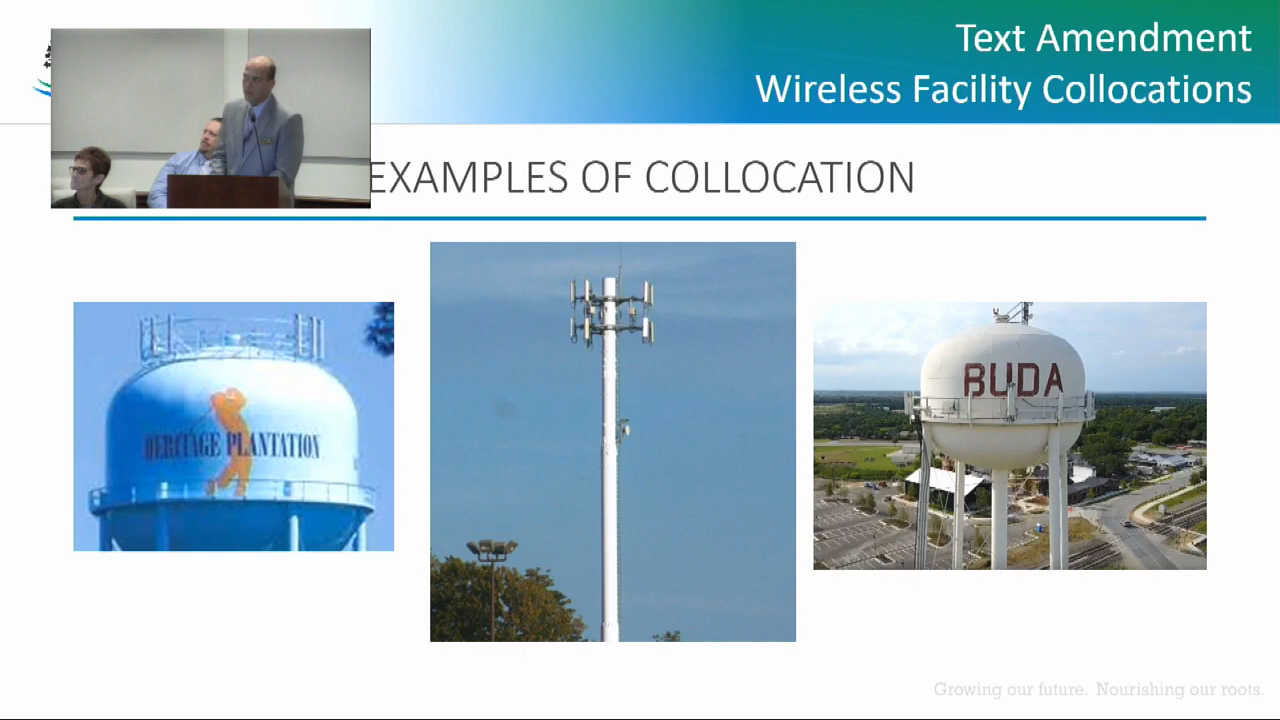 Text Amendment
Wireless Facility Collocations
EXAMPLES OF COLLOCATION
HERITAGE PLANTATION
BUDA
Growing our future. Nourishing our roots.